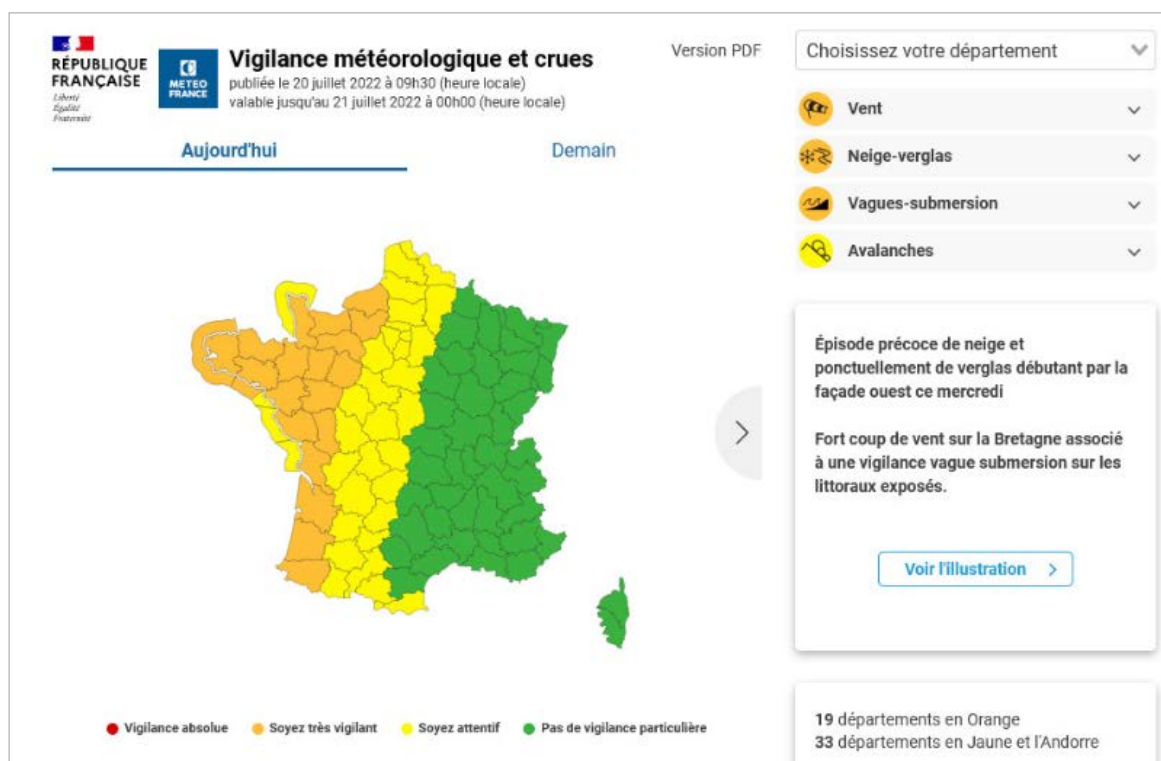 RÉPUBLIQUE
FRANÇAISE
Liberté
Égalité
Fraternité
METEO
FRANCE
Vigilance météorologique et crues
publiée le 20 juillet 2022 à 09h30 (heure locale)
valable jusqu'au 21 juillet 2022 à 00h00 (heure locale)
Version PDF
Aujourd'hui
Demain
Choisissez votre département
Vent
Neige-verglas
Vagues-submersion
Avalanches
Épisode précoce de neige et
ponctuellement de verglas débutant par la
façade ouest ce mercredi
Fort coup de vent sur la Bretagne associé
à une vigilance vague submersion sur les
littoraux exposés.
Voir l'illustration
Vigilance absolue
Soyez très vigilant
Soyez attentif
Pas de vigilance particulière
19 départements en Orange
33 départements en Jaune et l'Andorre